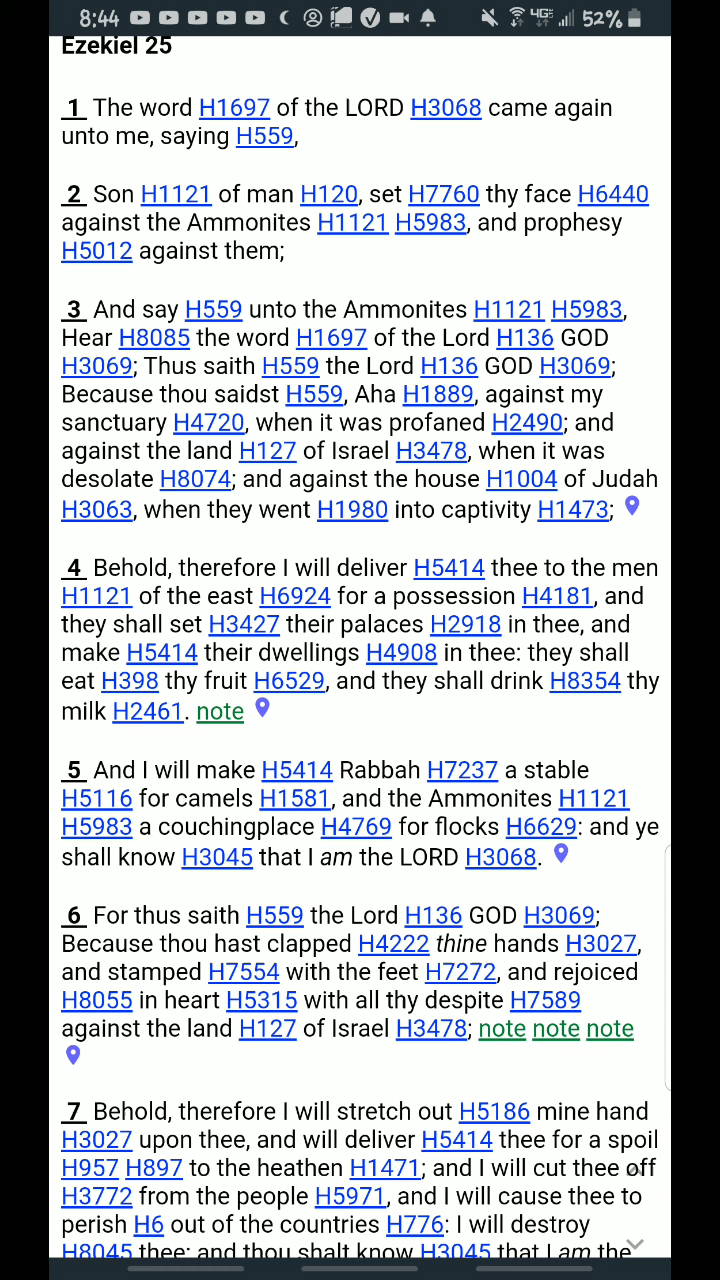 8:44
4GE
52%
Ezekiel 25
1 The word H1697 of the LORD H3068 came again
unto me, saying H559,
2 Son H1121 of man H120, set H7760 thy face H6440
against the Ammonites H1121 H5983, and prophesy
H5012 against them;
3 And say H559 unto the Ammonites H1121 H5983,
Hear H8085 the word H1697 of the Lord H136 GOD
H3069; Thus saith H559 the Lord H136 GOD H3069;
Because thou saidst H559, Aha H1889, against my
sanctuary H4720, when it was profaned H2490; and
against the land H127 of Israel H3478, when it was
desolate H8074; and against the house H1004 of Judah
H3063, when they went H1980 into captivity H1473;
4 Behold, therefore I will deliver H5414 thee to the men
H1121 of the east H6924 for a possession H4181, and
they shall set H3427 their palaces H2918 in thee, and
make H5414 their dwellings H4908 in thee: they shall
eat H398 thy fruit H6529, and they shall drink H8354 thy
milk H2461. note
5 And I will make H5414 Rabbah H7237 a stable
H5116 for camels H1581, and the Ammonites H1121
H5983 a couchingplace H4769 for flocks H6629: and ye
shall know H3045 that I am the LORD H3068.
6 For thus saith H559 the Lord H136 GOD H3069;
Because thou hast clapped H4222 thine hands H3027,
and stamped H7554 with the feet H7272, and rejoiced
H8055 in heart H5315 with all thy despite H7589
against the land H127 of Israel H3478; note note note
7 Behold, therefore I will stretch out H5186 mine hand
H3027 upon thee, and will deliver H5414 thee for a spoil
H957 H897 to the heathen H1471; and I will cut thee off
H3772 from the people H5971, and I will cause thee to
perish H6 out of the countries H776: I will destroy
H8045 thee; and thou shalt know H3045 that I am the